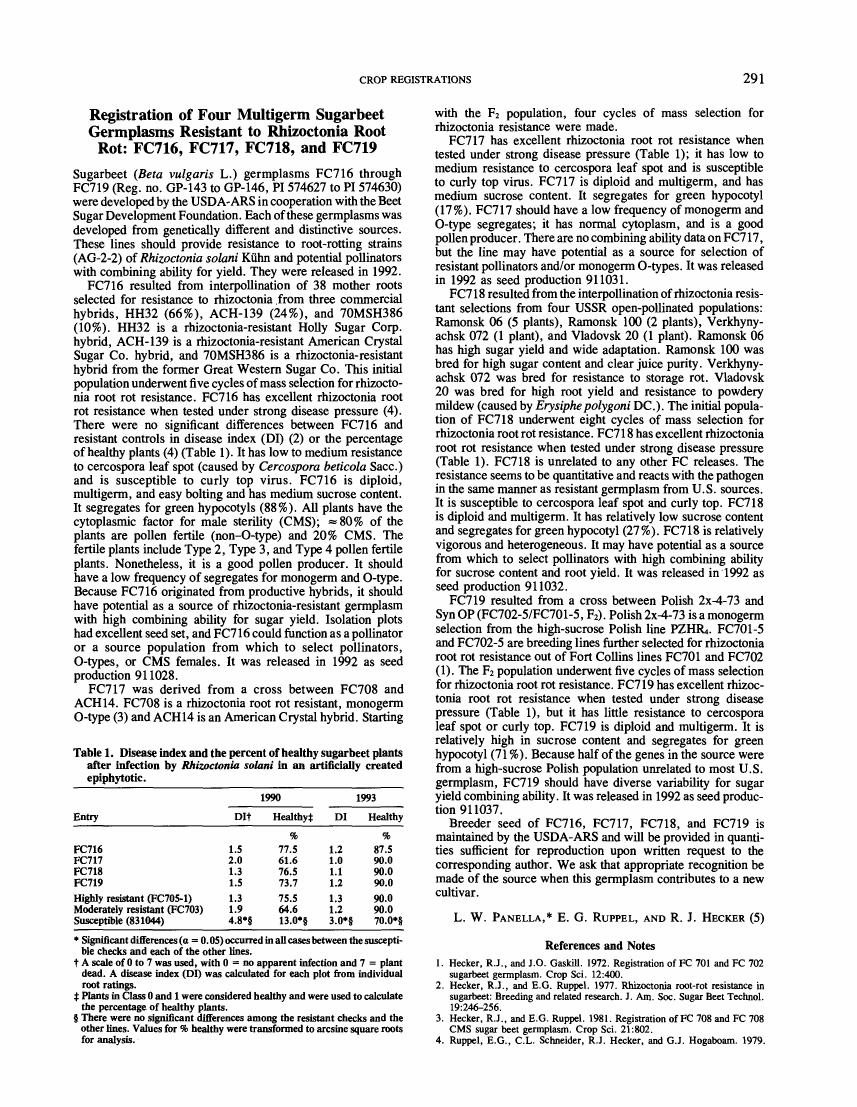 CROP REGISTRATIONS 291
Registration of Four Multigerm Sugarbeet
Germplasms Resistant to Rhizoctonia Root
Rot: FC716, FC717, FC718, and FC719
Sugarbeet (Beta vulgaris L.) germplasms FC716 through
FC719 (Reg. no. GP-143 to GP-146, PI 574627 to PI 574630)
were developed by the USDA-ARS in cooperation with the Beet
Sugar Development Foundation. Each of these germplasms was
developed from genetically different and distinctive sources.
These lines should provide resistance to root-rotting strains
(AG-2-2) of Rhizoctonia solani Kühn and potential pollinators
with combining ability for yield. They were released in 1992.
FC716 resulted from interpollination of 38 mother roots
selected for resistance to rhizoctonia from three commercial
hybrids, HH32 (66%), ACH-139 (24%), and 70MSH386
(10%). HH32 is a rhizoctonia-resistant Holly Sugar Corp.
hybrid, ACH-139 is a rhizoctonia-resistant American Crystal
Sugar Co. hybrid, and 70MSH386 is a rhizoctonia-resistant
hybrid from the former Great Western Sugar Co. This initial
population underwent five cycles of mass selection for rhizocto-
nia root rot resistance. FC716 has excellent rhizoctonia root
rot resistance when tested under strong disease pressure (4).
There were no significant differences between FC716 and
resistant controls in disease index (DI) (2) or the percentage
of healthy plants (4) (Table 1). It has low to medium resistance
to cercospora leaf spot (caused by Cercospora beticola Sacc.)
and is susceptible to curly top virus. FC716 is diploid,
multigerm, and easy bolting and has medium sucrose content.
It segregates for green hypocotyls (88%). All plants have the
cytoplasmic factor for male sterility (CMS); ≈80% of the
plants are pollen fertile (non–O-type) and 20% CMS. The
fertile plants include Type 2, Type 3, and Type 4 pollen fertile
plants. Nonetheless, it is a good pollen producer. It should
have a low frequency of segregates for monogerm and O-type.
Because FC716 originated from productive hybrids, it should
have potential as a source of rhizoctonia-resistant germplasm
with high combining ability for sugar yield. Isolation plots
had excellent seed set, and FC716 could function as a pollinator
or a source population from which to select pollinators,
O-types, or CMS females. It was released in 1992 as seed
production 911028.
FC717 was derived from a cross between FC708 and
ACH14. FC708 is a rhizoctonia root rot resistant, monogerm
O-type (3) and ACH14 is an American Crystal hybrid. Starting
Table 1. Disease index and the percent of healthy sugarbeet plants
after infection by Rhizoctonia solani in an artificially created
epiphytotic.
1990 1993
Entry DI† Healthy‡ DI Healthy
% %
FC716 1.5 77.5 1.2 87.5
FC717 2.0 61.6 1.0 90.0
FC718 1.3 76.5 1.1 90.0
FC719 1.5 73.7 1.2 90.0
Highly resistant (FC705-1) 1.3 75.5 1.3 90.0
Moderately resistant (FC703) 1.9 64.6 1.2 90.0
Susceptible (831044) 4.8*§ 13.0*§ 3.0*§ 70.0*§
* Significant differences (α = 0.05) occurred in all cases between the suscepti-
ble checks and each of the other lines.
† A scale of 0 to 7 was used, with 0 = no apparent infection and 7 = plant
dead. A disease index (DI) was calculated for each plot from individual
root ratings.
‡ Plants in Class 0 and 1 were considered healthy and were used to calculate
the percentage of healthy plants.
§ There were no significant differences among the resistant checks and the
other lines. Values for % healthy were transformed to arcsine square roots
for analysis.
with the F2 population, four cycles of mass selection for
rhizoctonia resistance were made.
FC717 has excellent rhizoctonia root rot resistance when
tested under strong disease pressure (Table 1); it has low to
medium resistance to cercospora leaf spot and is susceptible
to curly top virus. FC717 is diploid and multigerm, and has
medium sucrose content. It segregates for green hypocotyl
(17%). FC717 should have a low frequency of monogerm and
O-type segregates; it has normal cytoplasm, and is a good
pollen producer. There are no combining ability data on FC717,
but the line may have potential as a source for selection of
resistant pollinators and/or monogerm O-types. It was released
in 1992 as seed production 911031.
FC718 resulted from the interpollination of rhizoctonia resis-
tant selections from four USSR open-pollinated populations:
Ramonsk 06 (5 plants), Ramonsk 100 (2 plants), Verkhyny-
achsk 072 (1 plant), and Vladovsk 20 (1 plant). Ramonsk 06
has high sugar yield and wide adaptation. Ramonsk 100 was
bred for high sugar content and clear juice purity. Verkhyny-
achsk 072 was bred for resistance to storage rot. Vladovsk
20 was bred for high root yield and resistance to powdery
mildew (caused by Erysiphe polygoni DC.). The initial popula-
tion of FC718 underwent eight cycles of mass selection for
rhizoctonia root rot resistance. FC718 has excellent rhizoctonia
root rot resistance when tested under strong disease pressure
(Table 1). FC718 is unrelated to any other FC releases. The
resistance seems to be quantitative and reacts with the pathogen
in the same manner as resistant germplasm from U.S. sources.
It is susceptible to cercospora leaf spot and curly top. FC718
is diploid and multigerm. It has relatively low sucrose content
and segregates for green hypocotyl (27%). FC718 is relatively
vigorous and heterogeneous. It may have potential as a source
from which to select pollinators with high combining ability
for sucrose content and root yield. It was released in 1992 as
seed production 911032.
FC719 resulted from a cross between Polish 2x-4-73 and
Syn OP (FC702-5/FC701-5, F2). Polish 2x-4-73 is a monogerm
selection from the high-sucrose Polish line PZHR4. FC701-5
and FC702-5 are breeding lines further selected for rhizoctonia
root rot resistance out of Fort Collins lines FC701 and FC702
(1). The F2 population underwent five cycles of mass selection
for rhizoctonia root rot resistance. FC719 has excellent rhizoc-
tonia root rot resistance when tested under strong disease
pressure (Table 1), but it has little resistance to cercospora
leaf spot or curly top. FC719 is diploid and multigerm. It is
relatively high in sucrose content and segregates for green
hypocotyl (71%). Because half of the genes in the source were
from a high-sucrose Polish population unrelated to most U.S.
germplasm, FC719 should have diverse variability for sugar
yield combining ability. It was released in 1992 as seed produc-
tion 911037.
Breeder seed of FC716, FC717, FC718, and FC719 is
maintained by the USDA-ARS and will be provided in quanti-
ties sufficient for reproduction upon written request to the
corresponding author. We ask that appropriate recognition be
made of the source when this germplasm contributes to a new
cultivar.
L. W. PANELLA,* E. G. RUPPEL, AND R. J. HECKER (5)
References and Notes
1. Hecker, R.J., and J.O. Gaskill. 1972. Registration of FC 701 and FC 702
sugarbeet germplasm. Crop Sci. 12:400.
2. Hecker, R.J., and E.G. Ruppel. 1977. Rhizoctonia root-rot resistance in
sugarbeet: Breeding and related research. J. Am. Soc. Sugar Beet Technol.
19:246–256.
3. Hecker, R.J., and E.G. Ruppel. 1981. Registration of FC 708 and FC 708
CMS sugar beet germplasm. Crop Sci. 21:802.
4. Ruppel, E.G., C.L. Schneider, R.J. Hecker, and G.J. Hogaboam. 1979.